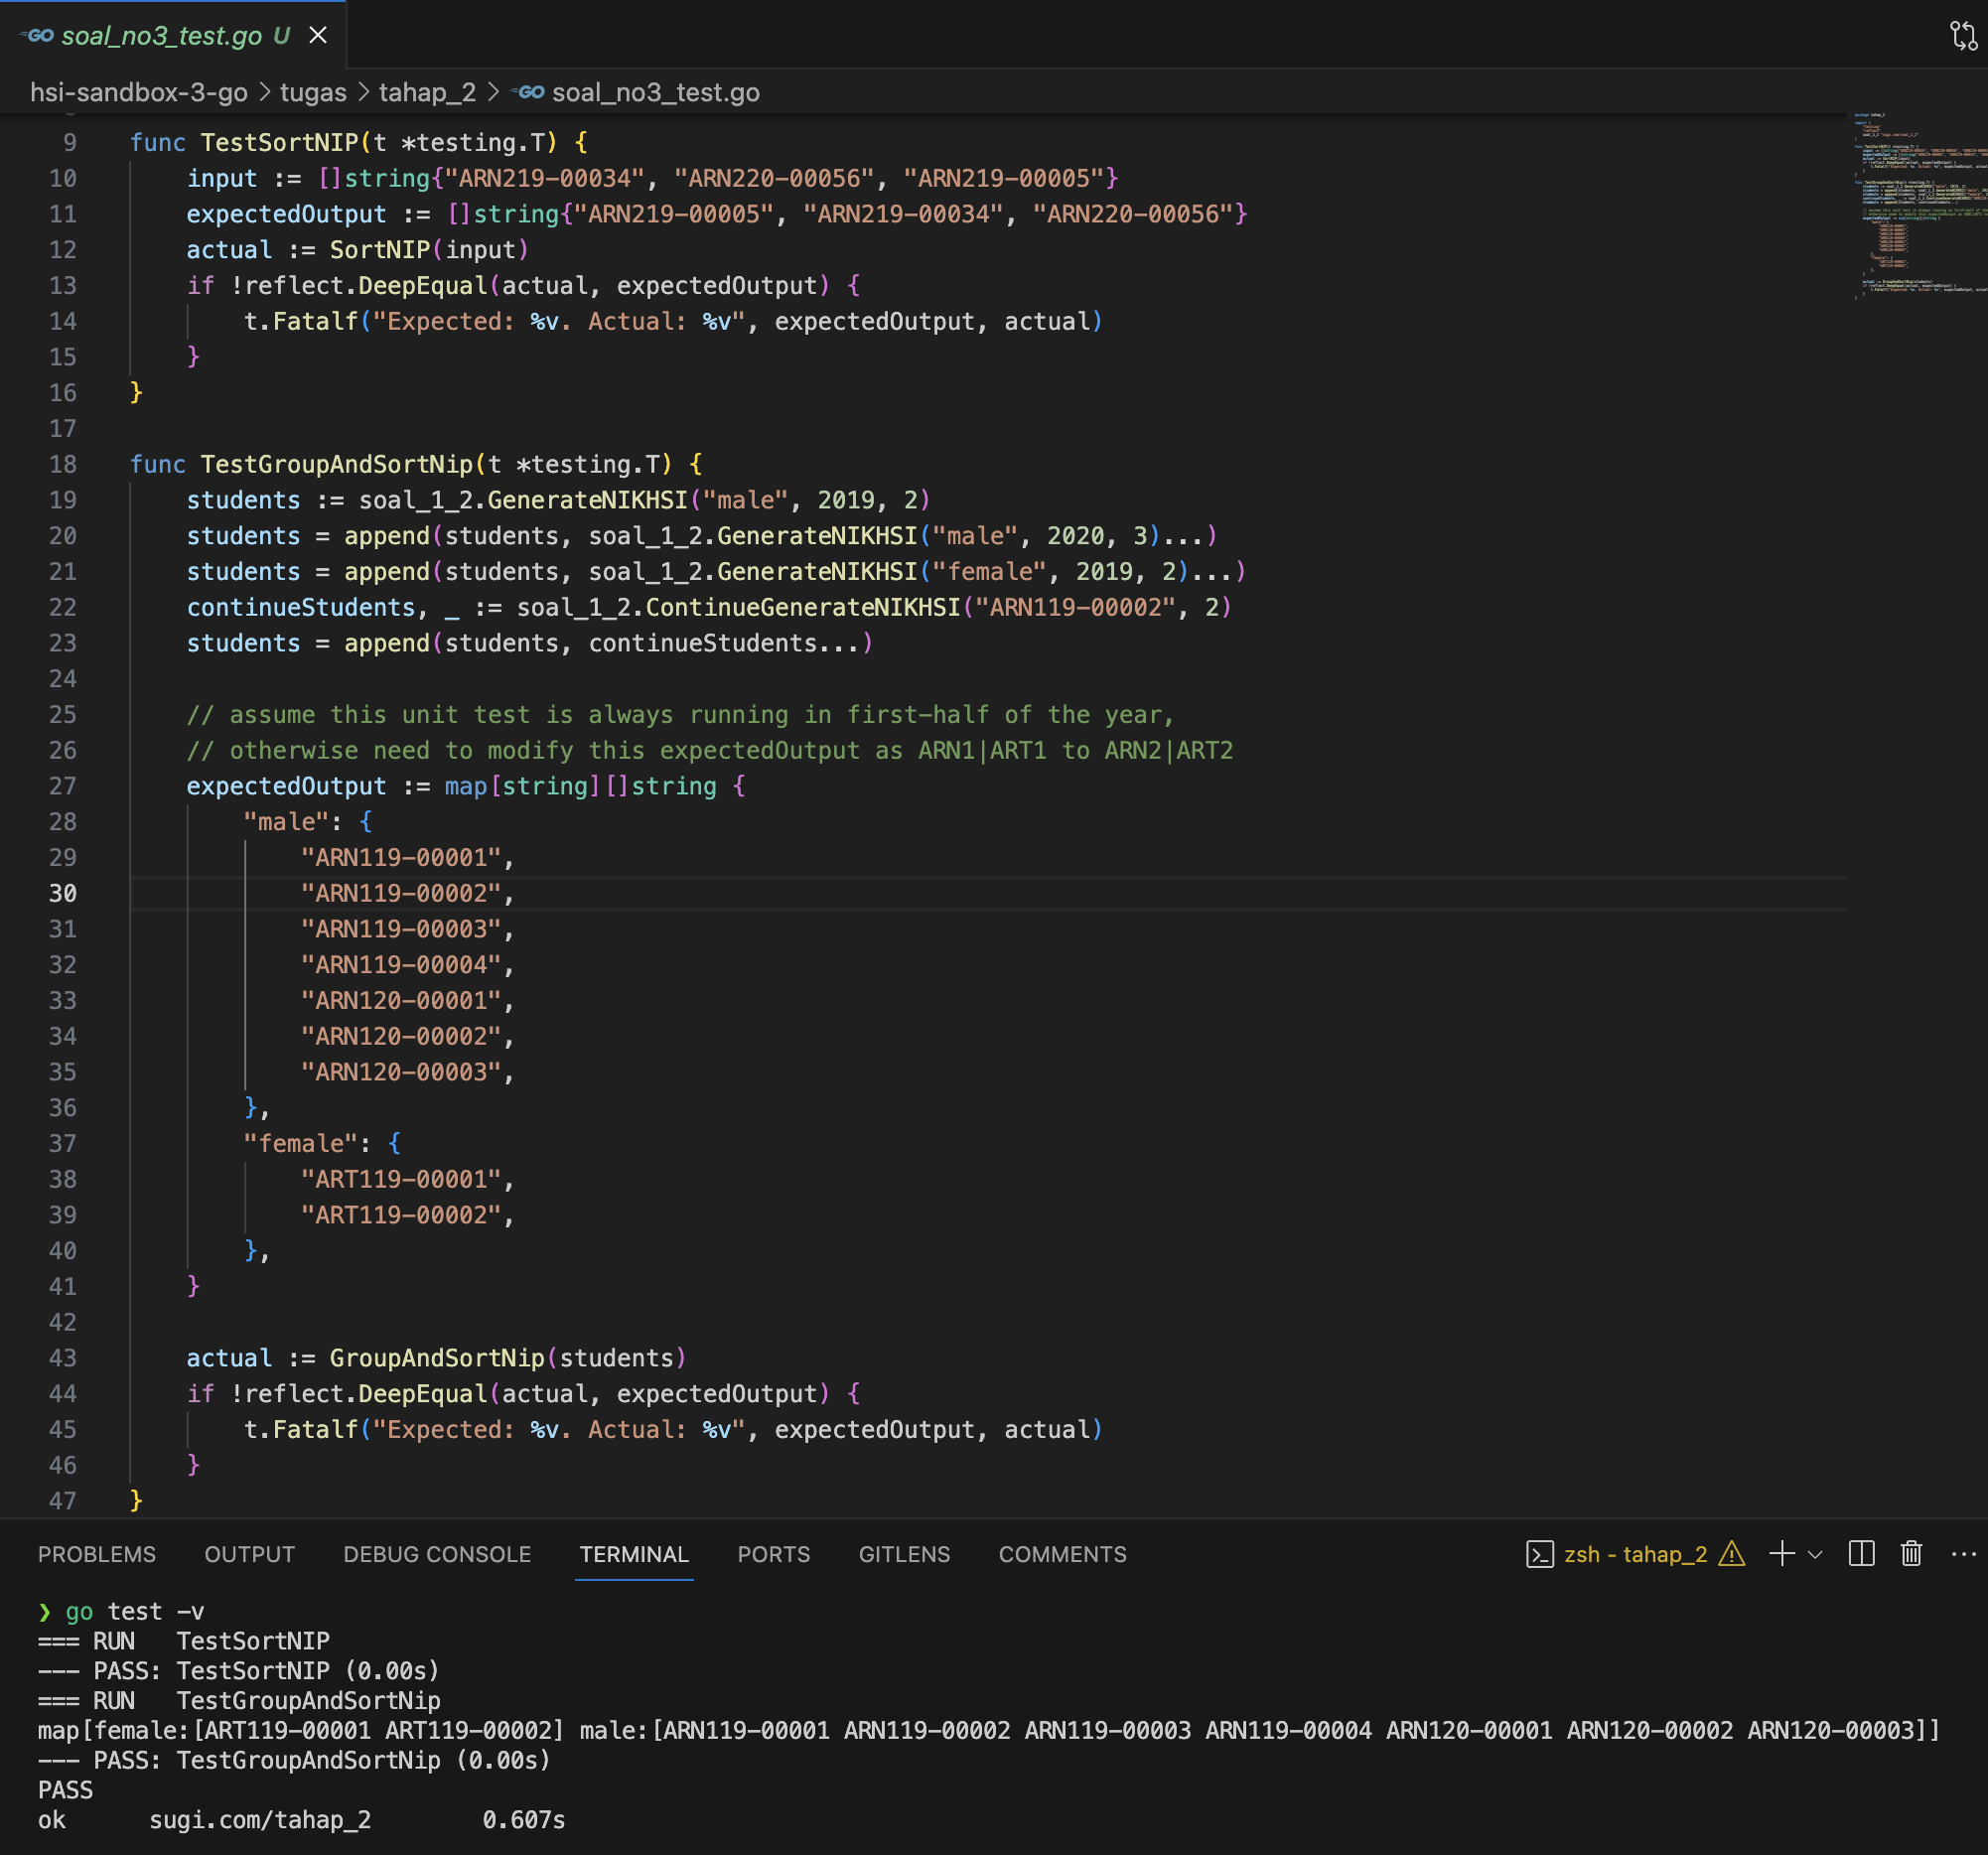 GO soal_no3_test.go U
hsi-sandbox-3-go > tugas > tahap_2 > GO soal_no3_test.go
9 func TestSortNIP(t *testing.T) {
10 input := []string{"ARN219-00034", "ARN220-00056", "ARN219-00005"}
11 expectedOutput := []string{"ARN219-00005", "ARN219-00034", "ARN220-00056"}
12 actual := SortNIP(input)
13 if !reflect.DeepEqual(actual, expectedOutput) {
14 t.Fatalf("Expected: %v. Actual: %v", expectedOutput, actual)
15 }
16 }
17
18 func TestGroupAndSortNip(t *testing.T) {
19 students := soal_1_2.GenerateNIKHSI("male", 2019, 2)
20 students = append(students, soal_1_2.GenerateNIKHSI("male", 2020, 3)...)
21 students = append(students, soal_1_2.GenerateNIKHSI("female", 2019, 2)...)
22 continueStudents, _ := soal_1_2.ContinueGenerateNIKHSI("ARN119-00002", 2)
23 students = append(students, continueStudents...)
24
25 // assume this unit test is always running in first-half of the year,
26 // otherwise need to modify this expectedOutput as ARN1|ART1 to ARN2|ART2
27 expectedOutput := map[string][]string {
28 "male": {
29 "ARN119-00001",
30 "ARN119-00002",
31 "ARN119-00003",
32 "ARN119-00004",
33 "ARN120-00001",
34 "ARN120-00002",
35 "ARN120-00003",
36 },
37 "female": {
38 "ART119-00001",
39 "ART119-00002",
40 },
41 }
42
43 actual := GroupAndSortNip(students)
44 if !reflect.DeepEqual(actual, expectedOutput) {
45 t.Fatalf("Expected: %v. Actual: %v", expectedOutput, actual)
46 }
47 }
PROBLEMS OUTPUT DEBUG CONSOLE TERMINAL PORTS GITLENS COMMENTS zsh - tahap_2
❯ go test -v
=== RUN TestSortNIP
--- PASS: TestSortNIP (0.00s)
=== RUN TestGroupAndSortNip
map[female:[ART119-00001 ART119-00002] male:[ARN119-00001 ARN119-00002 ARN119-00003 ARN119-00004 ARN120-00001 ARN120-00002 ARN120-00003]]
--- PASS: TestGroupAndSortNip (0.00s)
PASS
ok sugi.com/tahap_2 0.607s